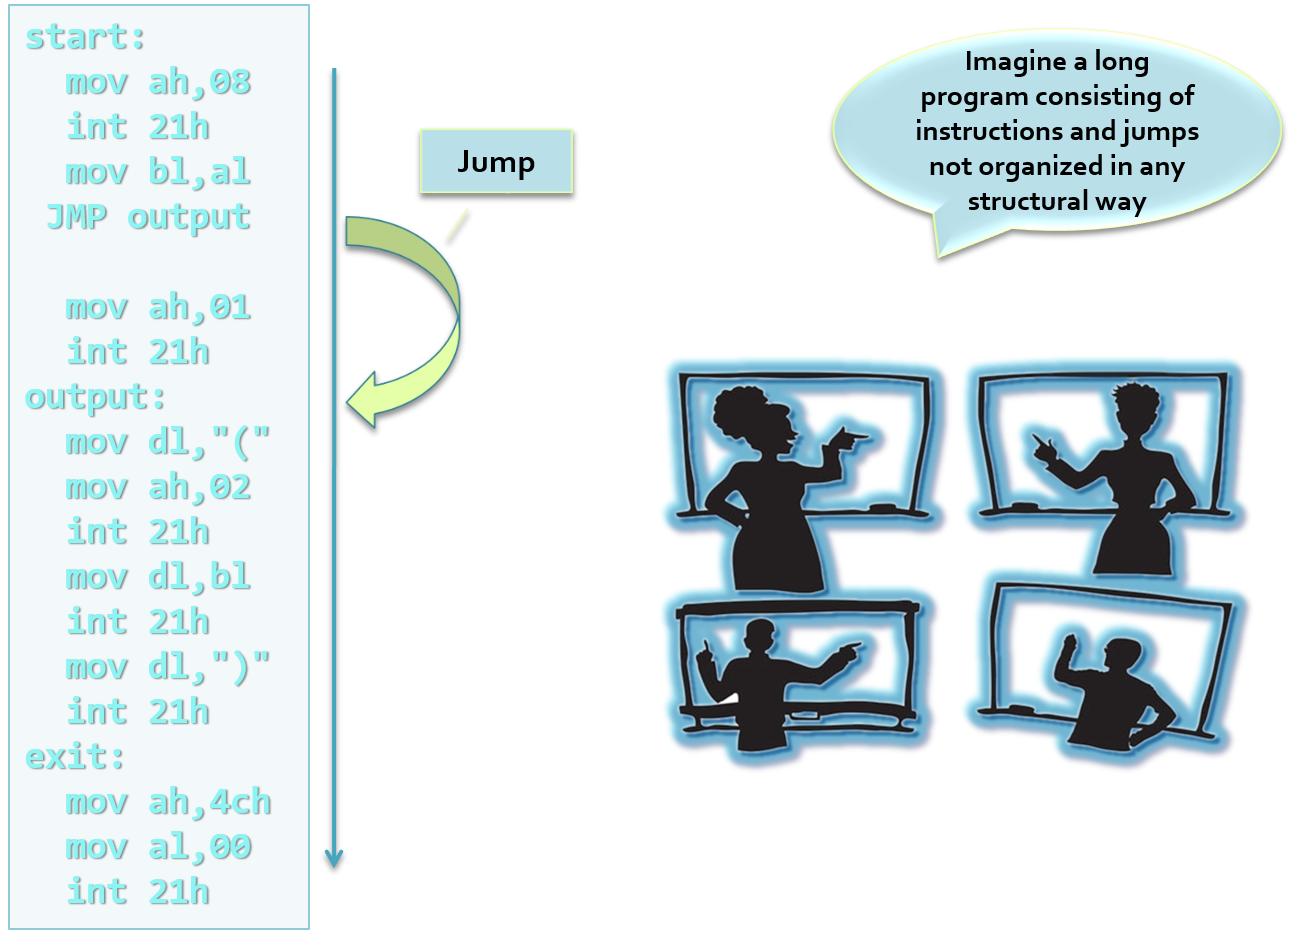 start:
mov ah,08
int 21h
mov bl,al
JMP output
mov ah,01
int 21h
output:
mov dl,"("
mov ah,02
int 21h
mov dl,bl
int 21h
mov dl,")"
int 21h
exit:
mov ah,4ch
mov al,00
int 21h
Jump
Imagine a long
program consisting of
instructions and jumps
not organized in any
structural way